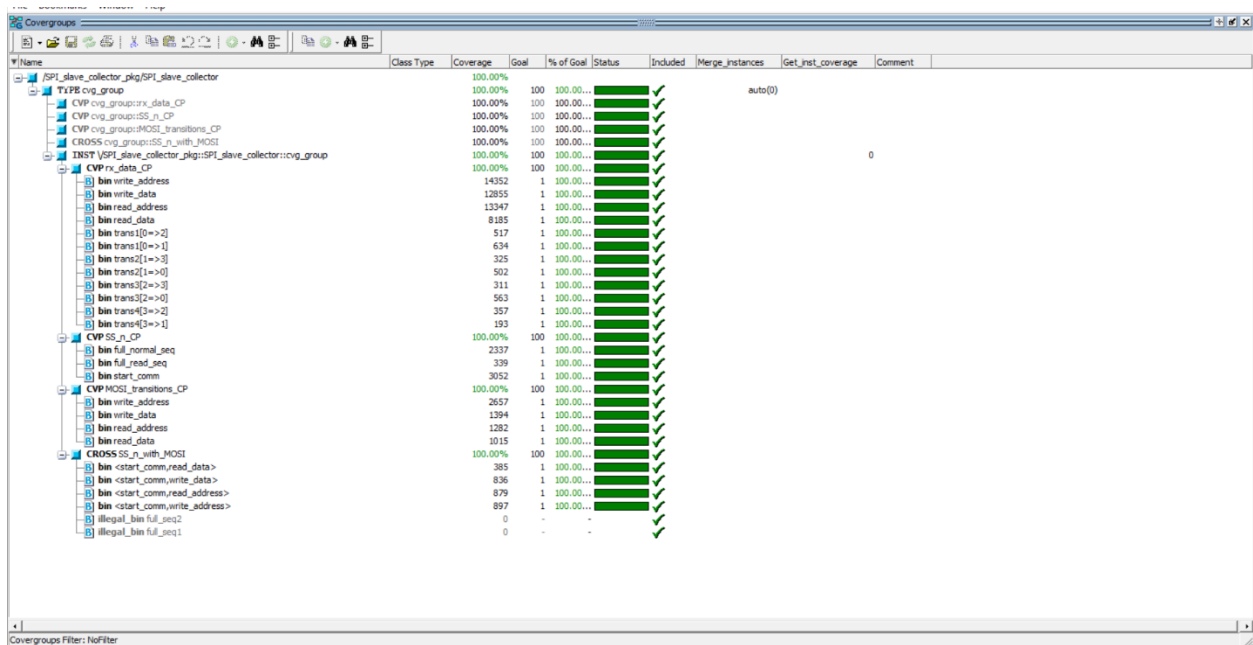 File Bookmarks Window Help
Covergroups
Name Class Type Coverage Goal % of Goal Status Included Merge_instances Get_inst_coverage Comment
/SPI_slave_collector_pkg/SPI_slave_collector 100.00%
TYPE cvg_group 100.00% 100 100.00... auto(0)
CVP cvg_group::rx_data_CP 100.00% 100 100.00...
CVP cvg_group::SS_n_CP 100.00% 100 100.00...
CVP cvg_group::MOSI_transitions_CP 100.00% 100 100.00...
CROSS cvg_group::SS_n_with_MOSI 100.00% 100 100.00...
INST \/SPI_slave_collector_pkg::SPI_slave_collector::cvg_group 100.00% 100 100.00... 0
CVP rx_data_CP 100.00% 100 100.00...
B] bin write_address 14352 1 100.00...
B] bin write_data 12855 1 100.00...
B] bin read_address 13347 1 100.00...
B] bin read_data 8185 1 100.00...
B] bin trans1[0=>2] 517 1 100.00...
B] bin trans1[0=>1] 634 1 100.00...
B] bin trans2[1=>3] 325 1 100.00...
B] bin trans2[1=>0] 502 1 100.00...
B] bin trans3[2=>3] 311 1 100.00...
B] bin trans3[2=>0] 563 1 100.00...
B] bin trans4[3=>2] 357 1 100.00...
B] bin trans4[3=>1] 193 1 100.00...
CVP SS_n_CP 100.00% 100 100.00...
B] bin full_normal_seq 2337 1 100.00...
B] bin full_read_seq 339 1 100.00...
B] bin start_comm 3052 1 100.00...
CVP MOSI_transitions_CP 100.00% 100 100.00...
B] bin write_address 2657 1 100.00...
B] bin write_data 1394 1 100.00...
B] bin read_address 1282 1 100.00...
B] bin read_data 1015 1 100.00...
CROSS SS_n_with_MOSI 100.00% 100 100.00...
B] bin <start_comm,read_data> 385 1 100.00...
B] bin <start_comm,write_data> 836 1 100.00...
B] bin <start_comm,read_address> 879 1 100.00...
B] bin <start_comm,write_address> 897 1 100.00...
B] illegal_bin full_seq2 0 - -
B] illegal_bin full_seq1 0 - -
Covergroups Filter: NoFilter